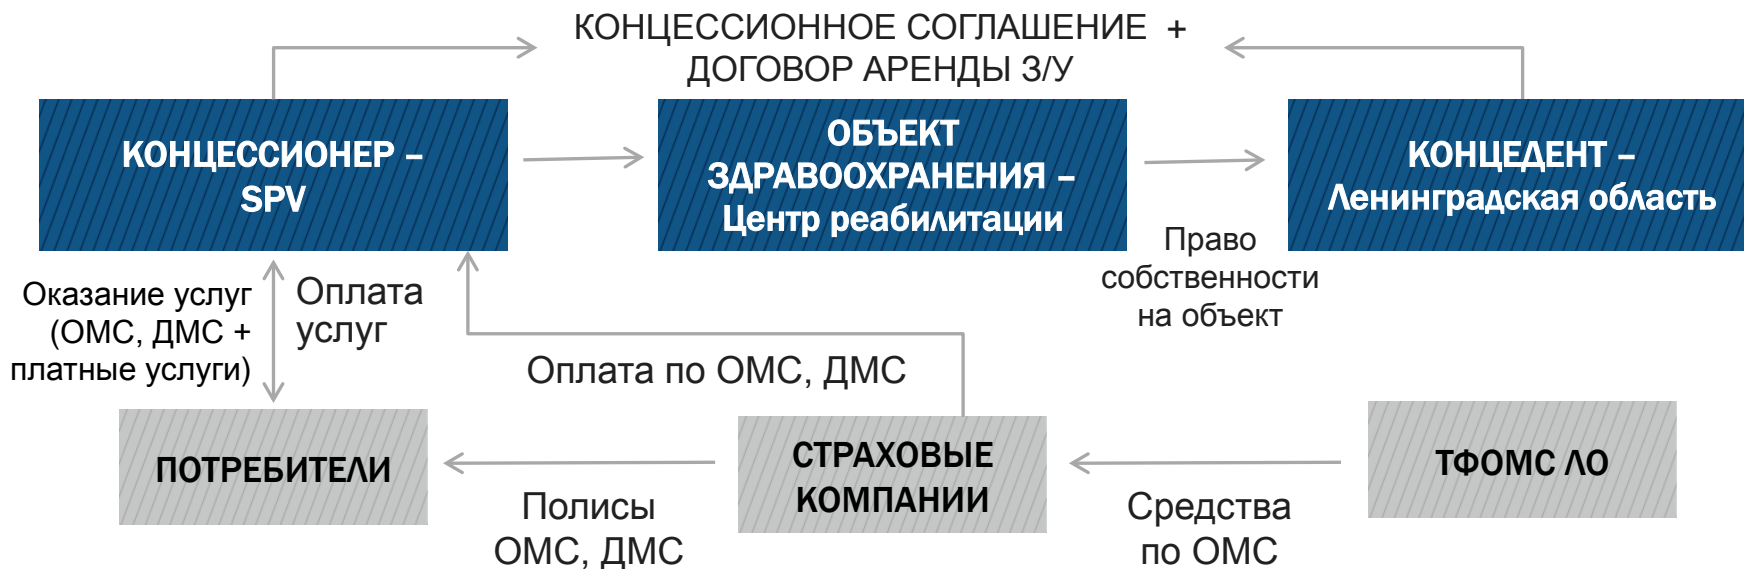 КОНЦЕССИОННОЕ СОГЛАШЕНИЕ +
ДОГОВОР АРЕНДЫ З/У
КОНЦЕССИОНЕР –
SPV
ОБЪЕКТ
ЗДРАВООХРАНЕНИЯ –
Центр реабилитации
КОНЦЕДЕНТ –
Ленинградская область
Право
собственности
на объект
Оказание услуг
(ОМС, ДМС +
платные услуги)
Оплата
услуг
Оплата по ОМС, ДМС
ПОТРЕБИТЕЛИ
СТРАХОВЫЕ
КОМПАНИИ
ТФОМС ЛО
Полисы
ОМС, ДМС
Средства
по ОМС